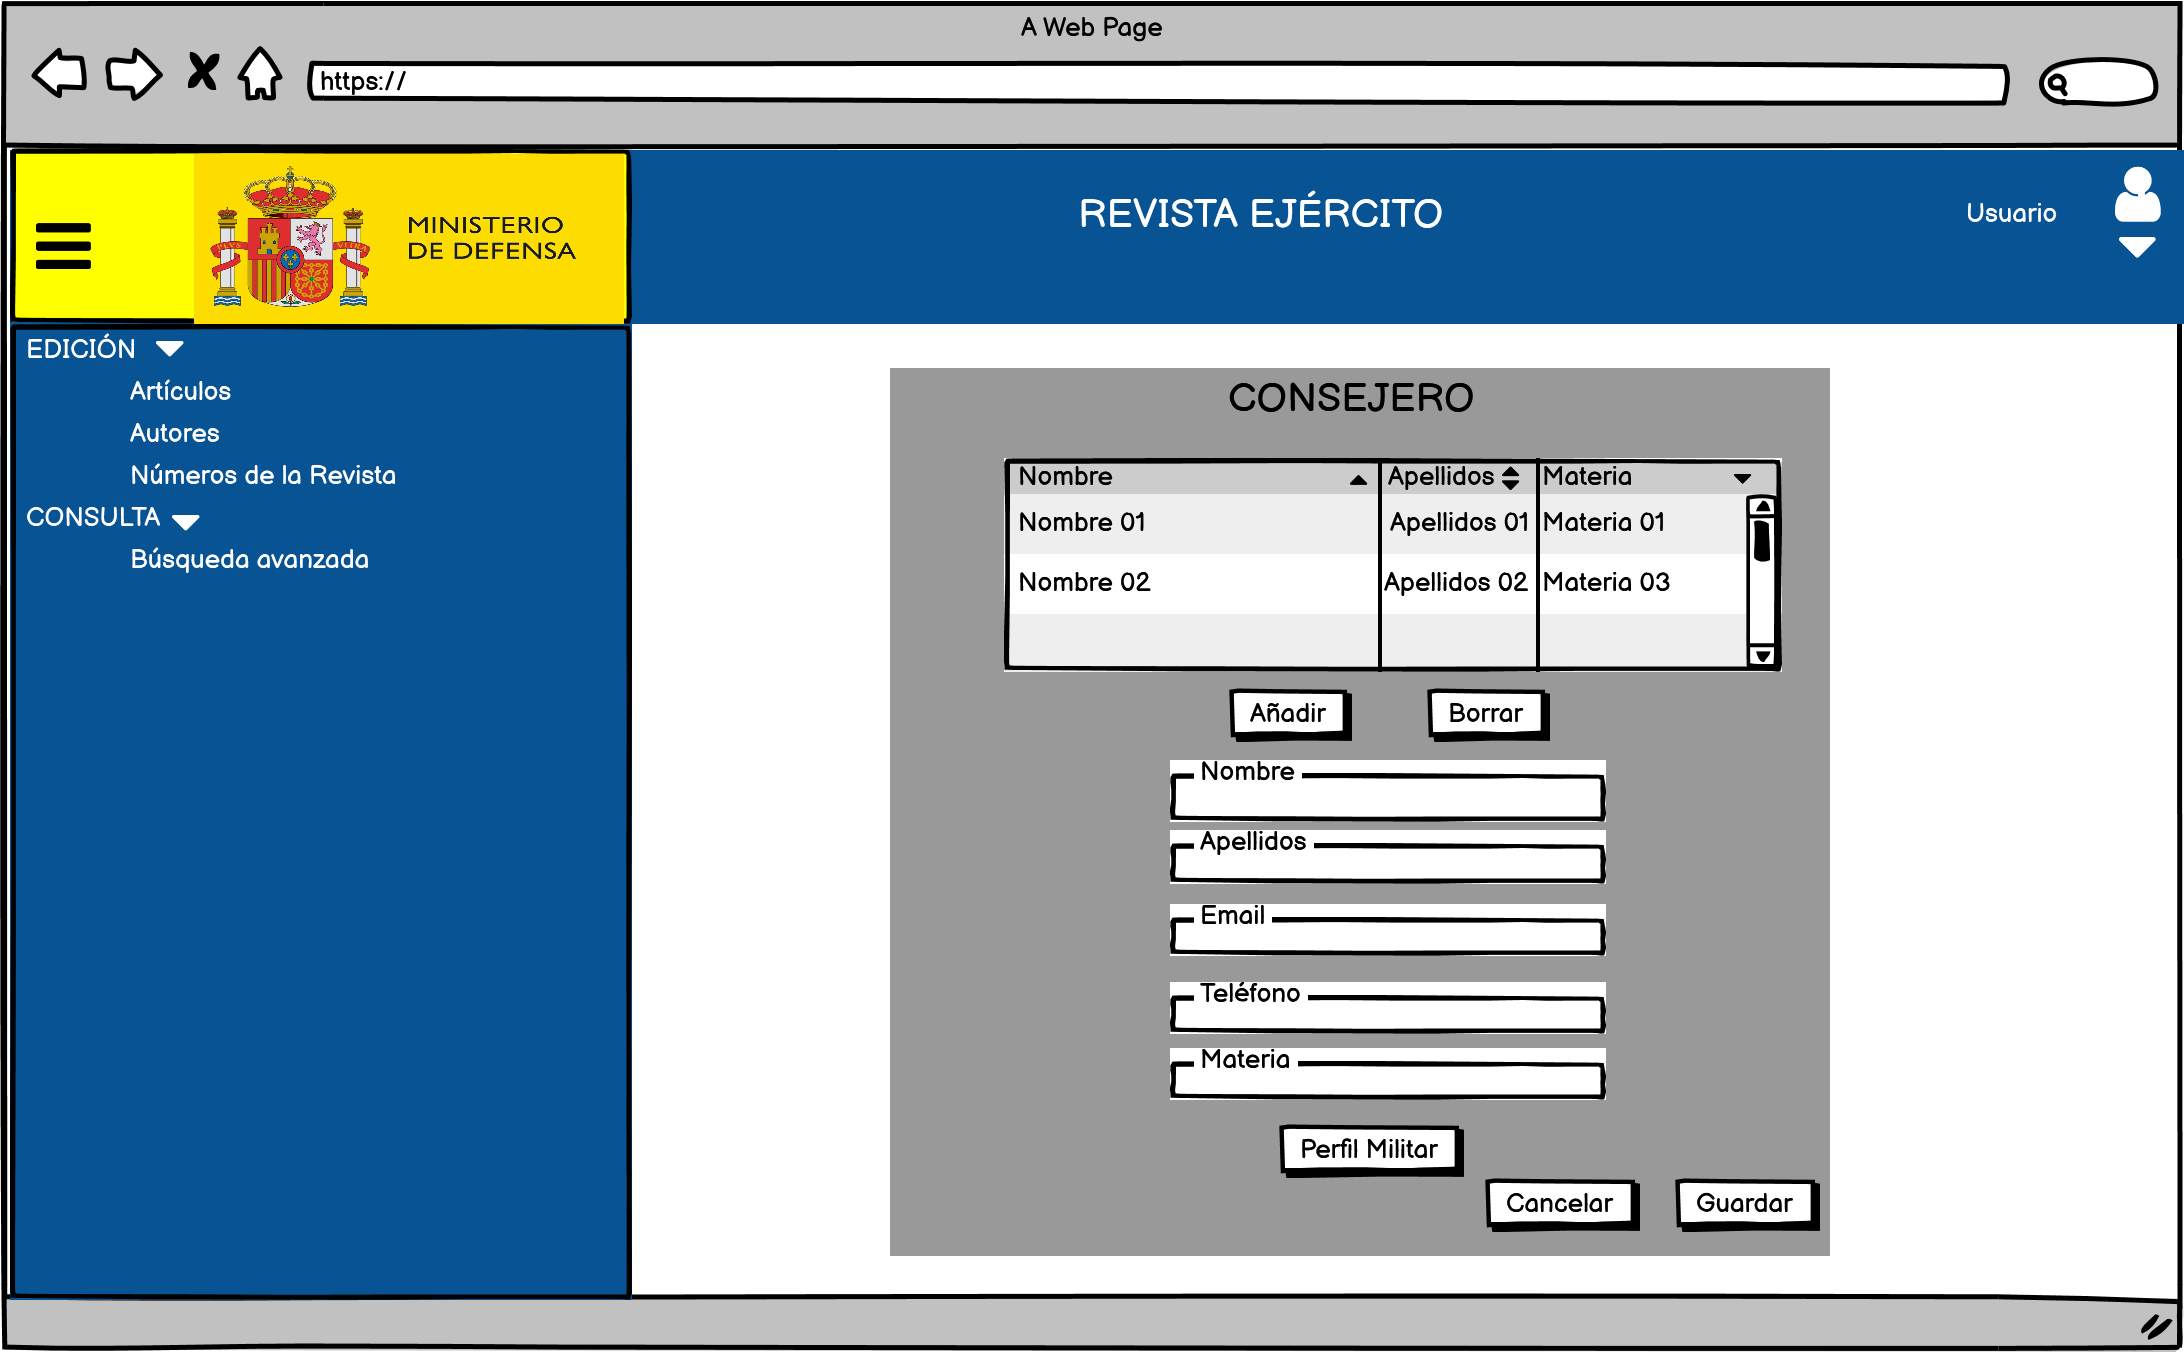 A Web Page
https://
MINISTERIO
DE DEFENSA
REVISTA EJÉRCITO
Usuario
EDICIÓN
Artículos
Autores
Números de la Revista
CONSULTA
Búsqueda avanzada
CONSEJERO
Nombre Apellidos Materia
Nombre 01 Apellidos 01 Materia 01
Nombre 02 Apellidos 02 Materia 03
Añadir Borrar
Nombre
Apellidos
Email
Teléfono
Materia
Perfil Militar
Cancelar Guardar